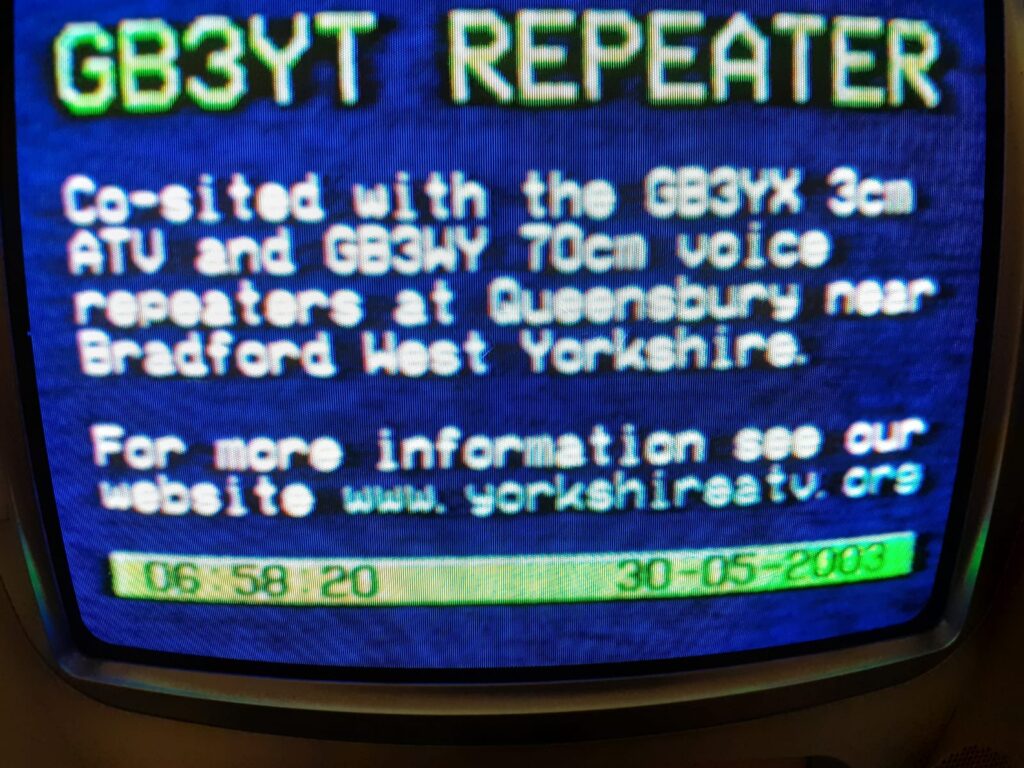 GB3YT REPEATER
Co-sited with the GB3YX 3cm
ATV and GB3WY 70cm voice
repeaters at Queensbury near
Bradford West Yorkshire.
For more information see our
website www.yorkshireatv.org
06:58.20 30-05-2003